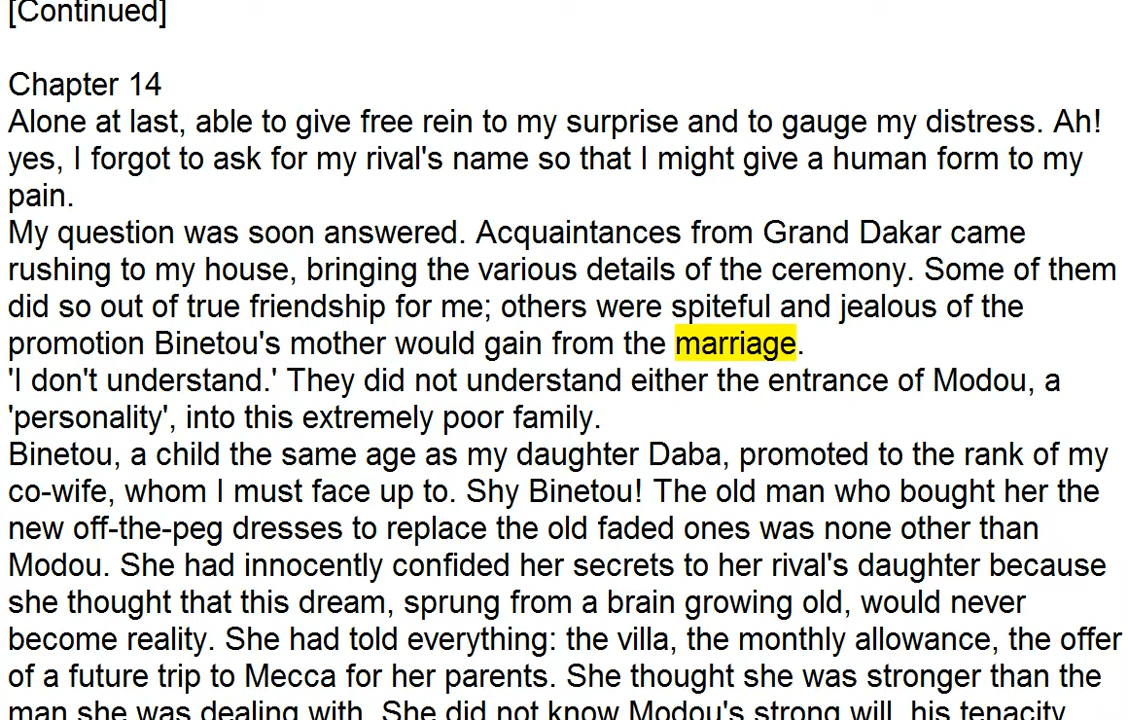 [Continued]
Chapter 14
Alone at last, able to give free rein to my surprise and to gauge my distress. Ah!
yes, I forgot to ask for my rival's name so that I might give a human form to my
pain.
My question was soon answered. Acquaintances from Grand Dakar came
rushing to my house, bringing the various details of the ceremony. Some of them
did so out of true friendship for me; others were spiteful and jealous of the
promotion Binetou's mother would gain from the marriage.
'I don't understand.' They did not understand either the entrance of Modou, a
'personality', into this extremely poor family.
Binetou, a child the same age as my daughter Daba, promoted to the rank of my
co-wife, whom I must face up to. Shy Binetou! The old man who bought her the
new off-the-peg dresses to replace the old faded ones was none other than
Modou. She had innocently confided her secrets to her rival's daughter because
she thought that this dream, sprung from a brain growing old, would never
become reality. She had told everything: the villa, the monthly allowance, the offer
of a future trip to Mecca for her parents. She thought she was stronger than the
man she was dealing with. She did not know Modou's strong will, his tenacity